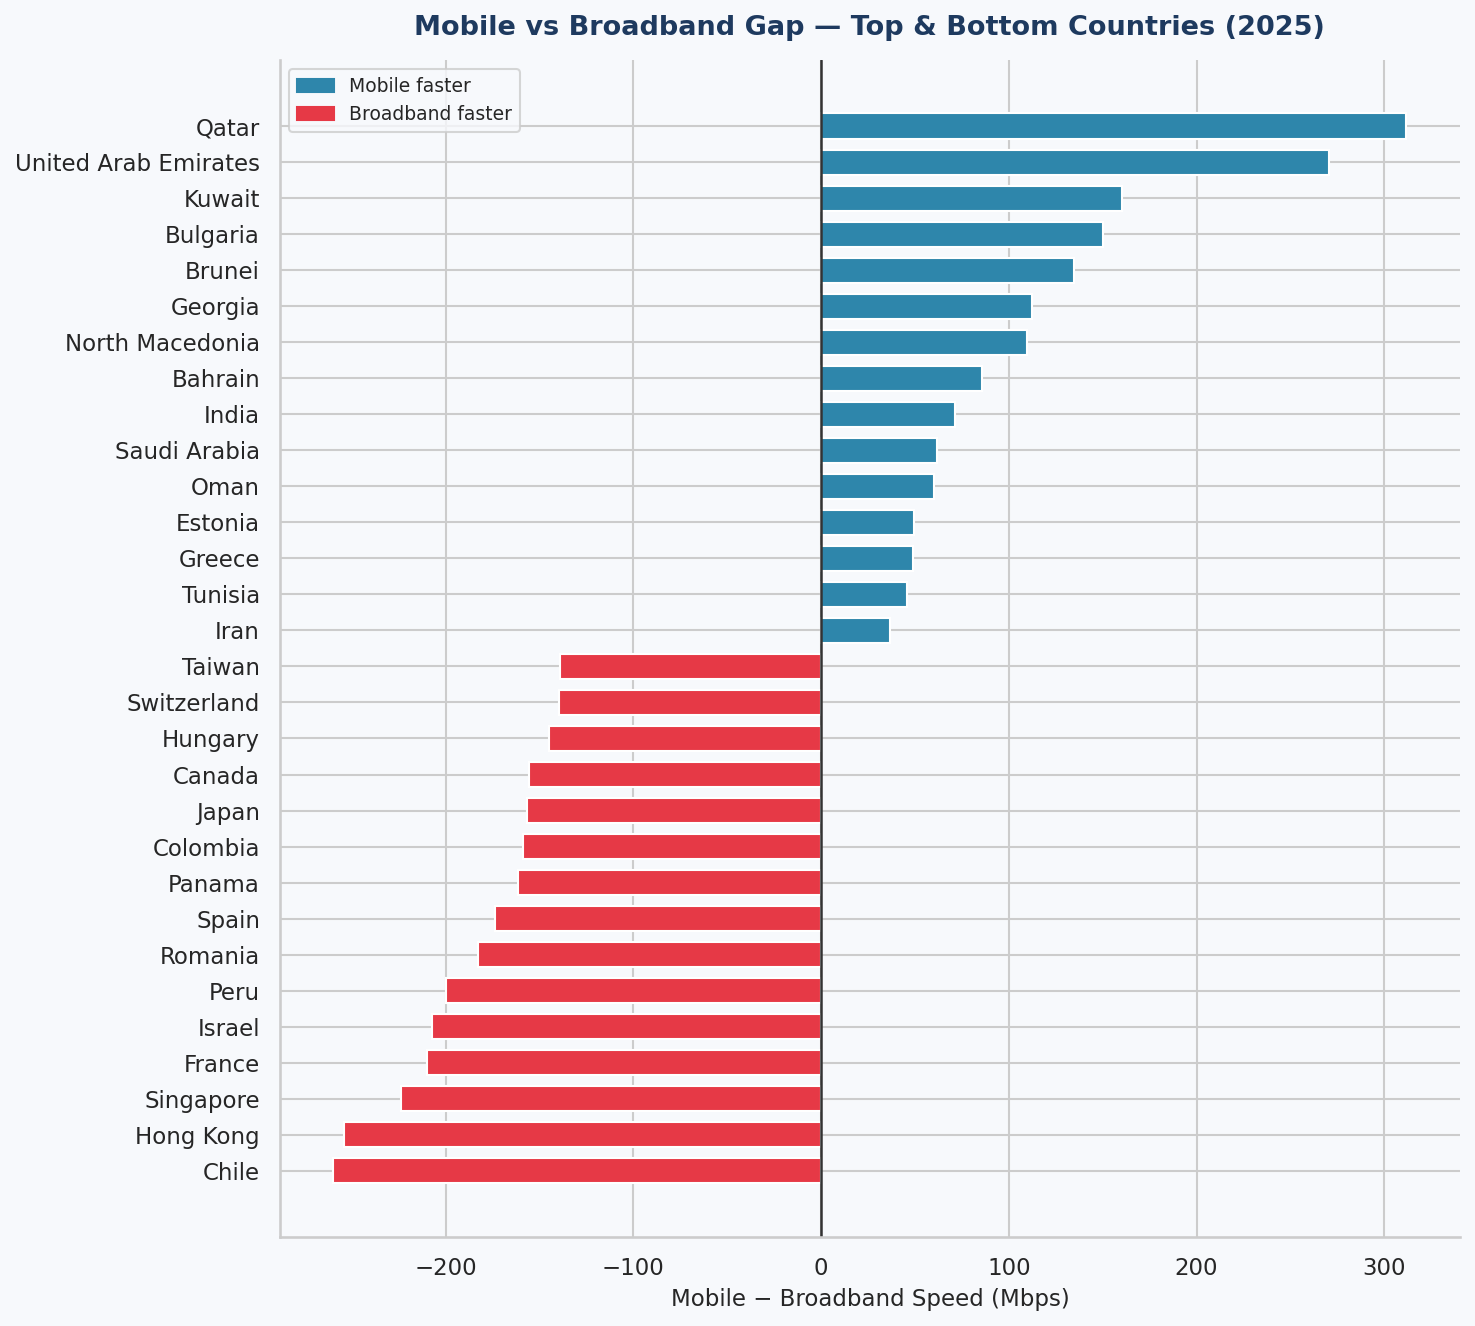 Mobile vs Broadband Gap — Top & Bottom Countries (2025)
Mobile faster
Broadband faster
Qatar
United Arab Emirates
Kuwait
Bulgaria
Brunei
Georgia
North Macedonia
Bahrain
India
Saudi Arabia
Oman
Estonia
Greece
Tunisia
Iran
Taiwan
Switzerland
Hungary
Canada
Japan
Colombia
Panama
Spain
Romania
Peru
Israel
France
Singapore
Hong Kong
Chile
−200 −100 0 100 200 300
Mobile − Broadband Speed (Mbps)